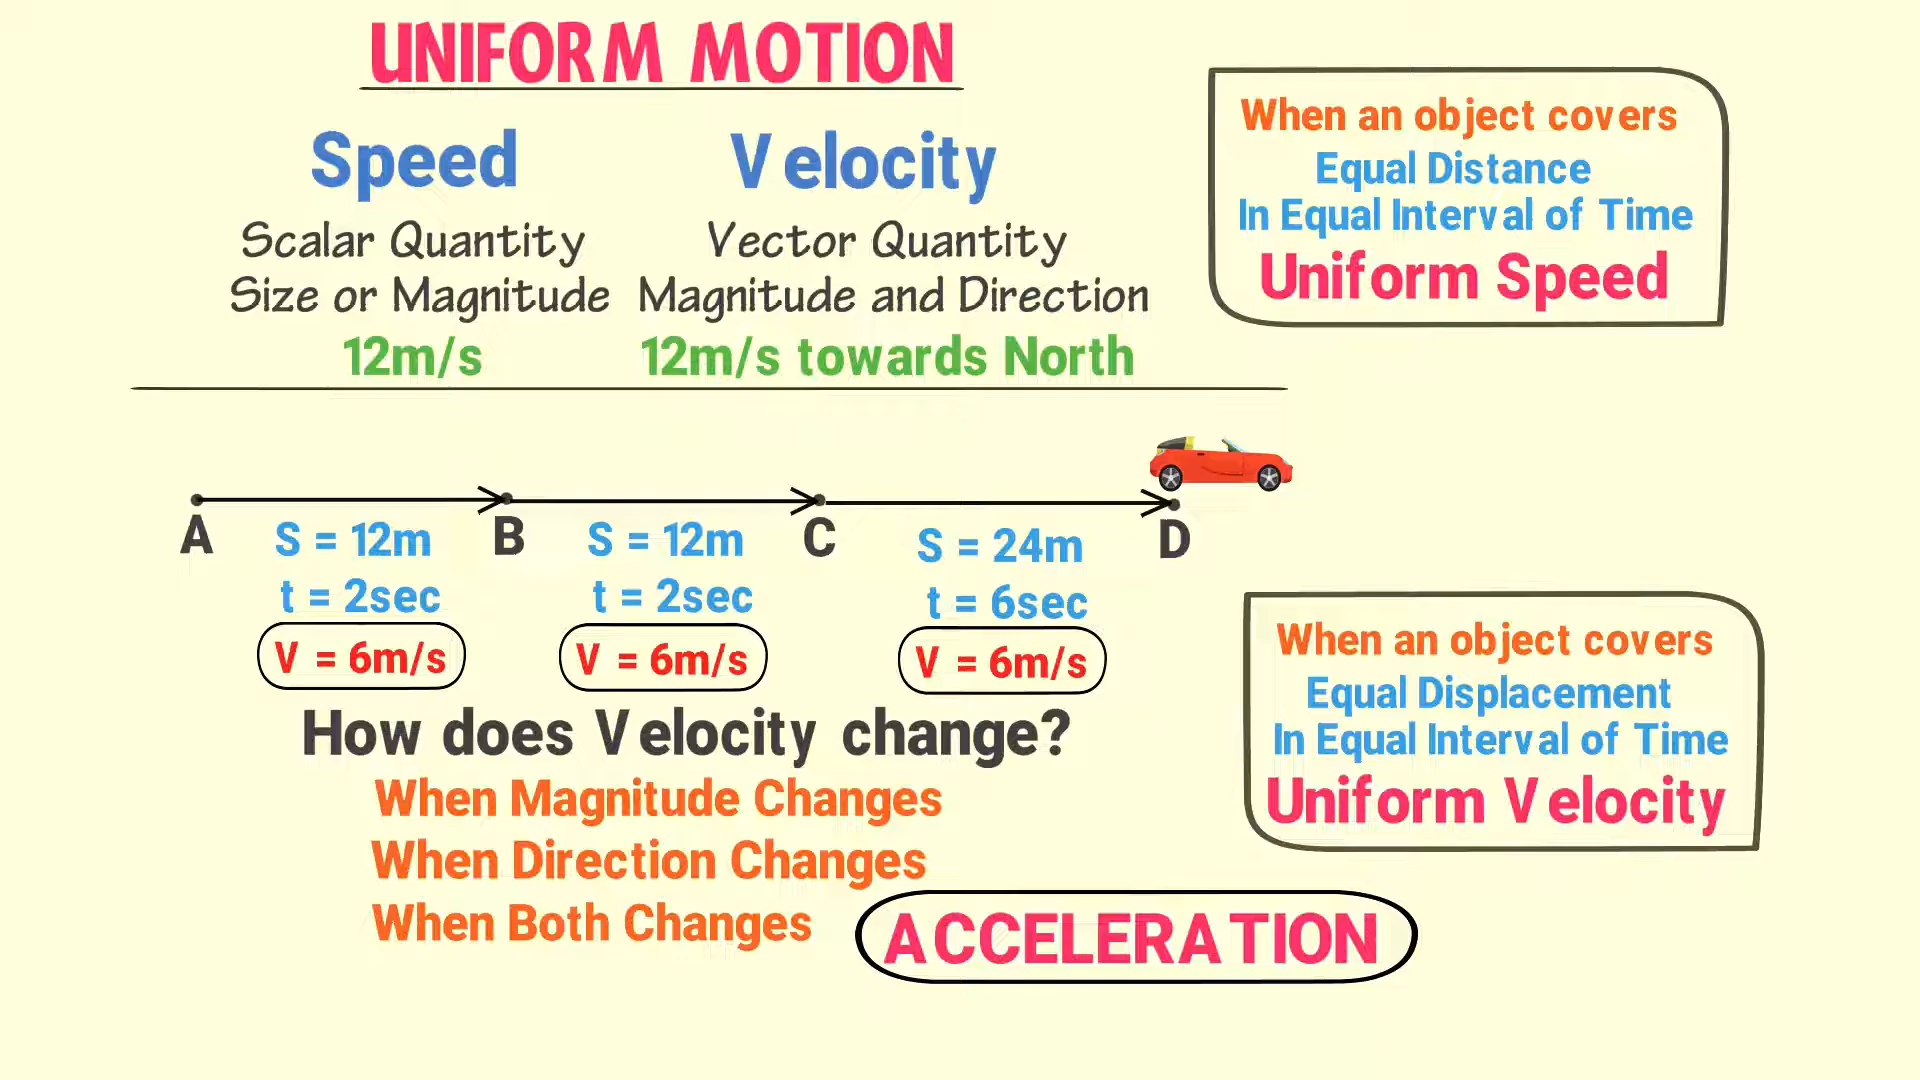 UNIFORM MOTION
Speed
Scalar Quantity
Size or Magnitude
12m/s
Velocity
Vector Quantity
Magnitude and Direction
12m/s towards North
When an object covers
Equal Distance
In Equal Interval of Time
Uniform Speed
A
B
C
D
S = 12m
t = 2sec
V = 6m/s
S = 12m
t = 2sec
V = 6m/s
S = 24m
t = 6sec
V = 6m/s
How does Velocity change?
When Magnitude Changes
When Direction Changes
When Both Changes
ACCELERATION
When an object covers
Equal Displacement
In Equal Interval of Time
Uniform Velocity